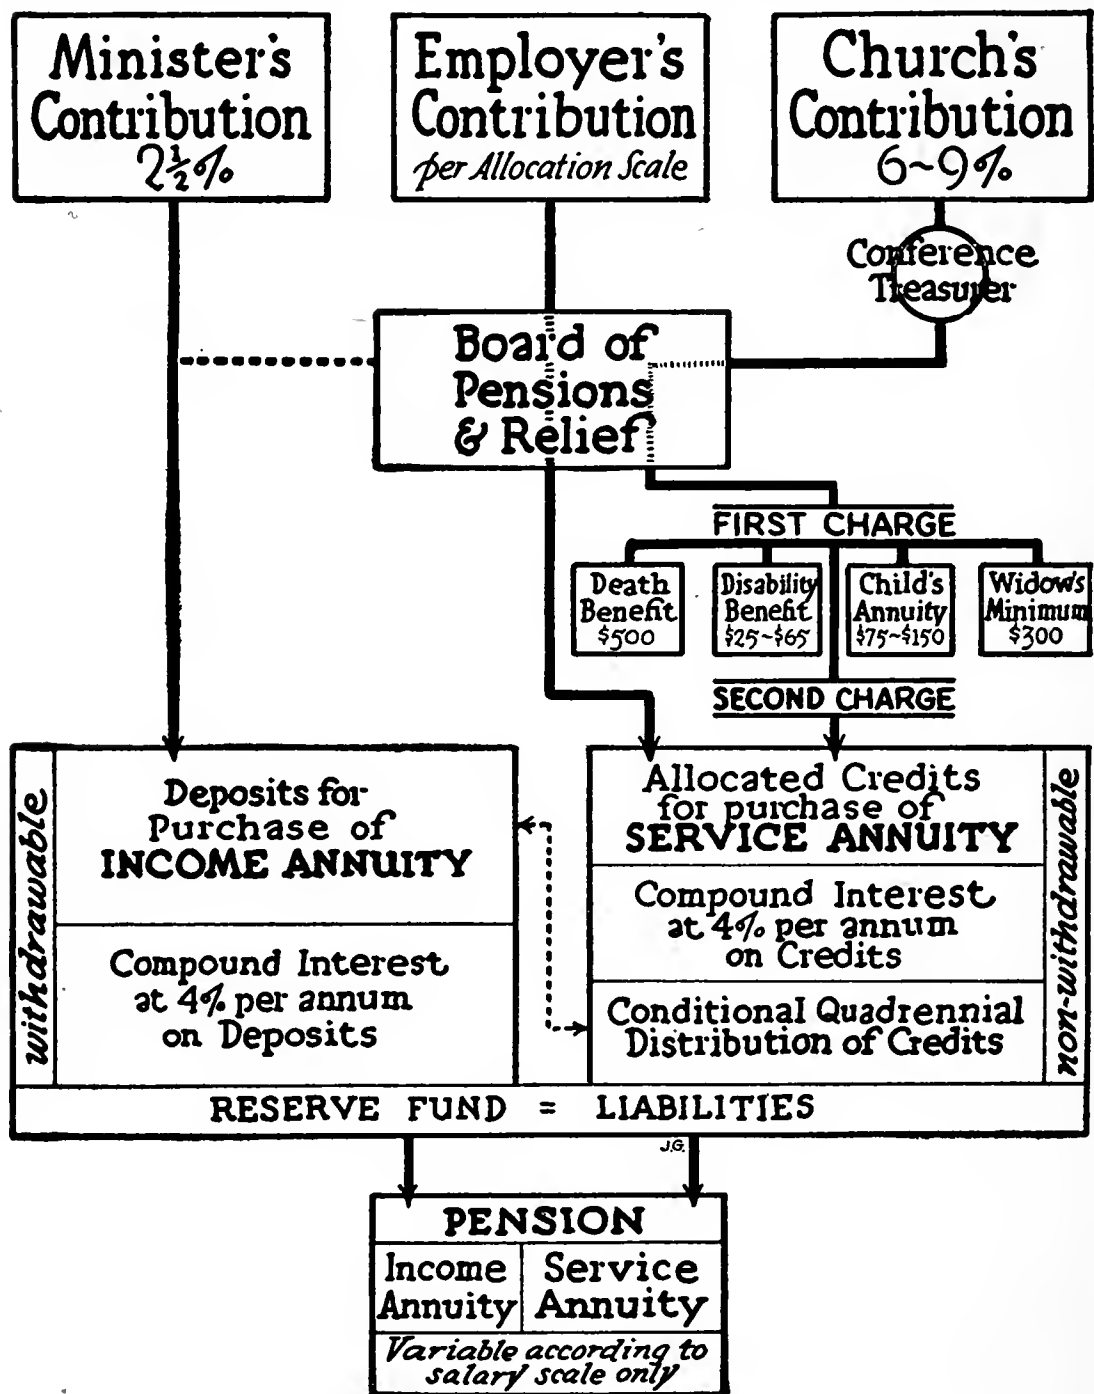 Minister's
Contribution
2½%
Employer's
Contribution
per Allocation Scale
Church's
Contribution
6~9%
Conference
Treasurer
Board of
Pensions
& Relief
FIRST CHARGE
Death
Benefit
$500
Disability
Benefit
$25~$65
Child's
Annuity
$75~$150
Widow's
Minimum
$300
SECOND CHARGE
withdrawable
Deposits for
Purchase of
INCOME ANNUITY
Compound Interest
at 4% per annum
on Deposits
Allocated Credits
for purchase of
SERVICE ANNUITY
Compound Interest
at 4% per annum
on Credits
Conditional Quadrennial
Distribution of Credits
non-withdrawable
RESERVE FUND = LIABILITIES
J.G.
PENSION
Income
Annuity
Service
Annuity
Variable according to
salary scale only